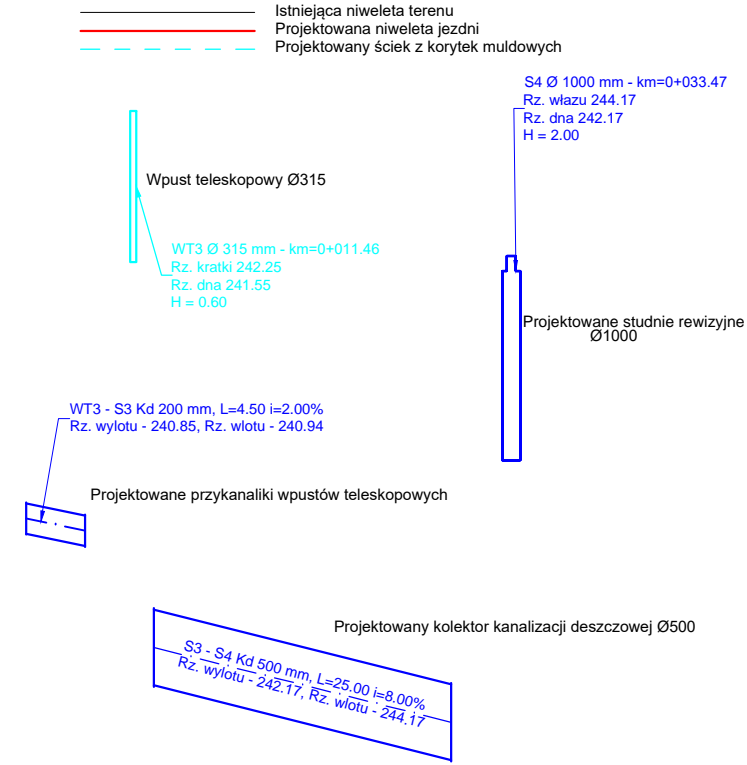 Istniejąca niweleta terenu
Projektowana niweleta jezdni
Projektowany ściek z korytek muldowych
S4 Ø 1000 mm - km=0+033.47
Rz. włazu 244.17
Rz. dna 242.17
H = 2.00
Wpust teleskopowy Ø315
WT3 Ø 315 mm - km=0+011.46
Rz. kratki 242.25
Rz. dna 241.55
H = 0.60
Projektowane studnie rewizyjne
Ø1000
WT3 - S3 Kd 200 mm, L=4.50 i=2.00%
Rz. wylotu - 240.85, Rz. wlotu - 240.94
Projektowane przykanaliki wpustów teleskopowych
Projektowany kolektor kanalizacji deszczowej Ø500
S3 - S4 Kd 500 mm, L=25.00 i=8.00%
Rz. wylotu - 242.17, Rz. wlotu - 244.17